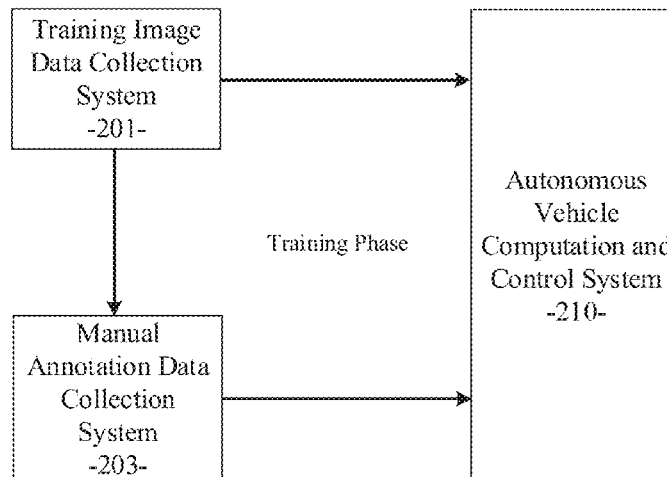 Training Image
Data Collection
System
-201-
Training Phase
Autonomous
Vehicle
Computation and
Control System
-210-
Manual
Annotation Data
Collection
System
-203-